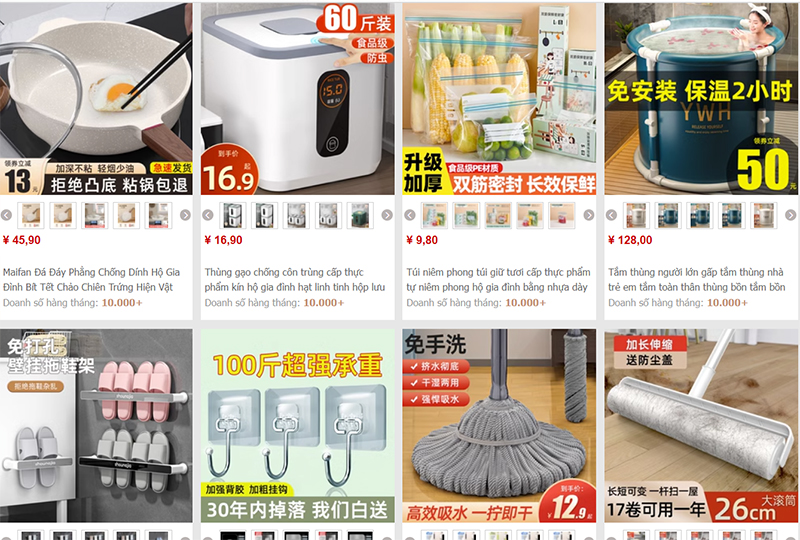 领券立减
13元
加深不粘 轻烟少油
急速发货
拒绝凸底 粘锅包退
60斤装
食品级
防虫
15.0
到手价
16.9起
升级
加厚
食品级PE材质
双筋密封 长效保鲜
免安装 保温2小时
YWH
领券立减
50元
¥ 45,90
¥ 16,90
¥ 9,80
¥ 128,00
Maifan Đá Đáy Phẳng Chống Dính Hộ Gia
Đình Bít Tết Chảo Chiên Trứng Hiện Vật
Doanh số hàng tháng: 10.000+
Thùng gạo chống côn trùng cấp thực
phẩm kín hộ gia đình hạt linh tinh hộp lưu
Doanh số hàng tháng: 10.000+
Túi niêm phong túi giữ tươi cấp thực phẩm
tự niêm phong hộ gia đình bằng nhựa dày
Doanh số hàng tháng: 10.000+
Tắm thùng người lớn gấp tắm thùng nhà
trẻ em tắm toàn thân thùng bồn tắm bồn
Doanh số hàng tháng: 10.000+
免打孔
壁挂拖鞋架
拒绝拖鞋杂乱
100斤超强承重
加强背胶 加粗挂钩
30年内掉落 我们白送
免手洗
挤水彻底
干湿两用
强悍吸水
高效吸水 一拧即干
到手价:
¥12.9起
加长伸缩
送防尘盖
长短可变 一杆扫一屋
17卷可用一年
大滚筒
26cm